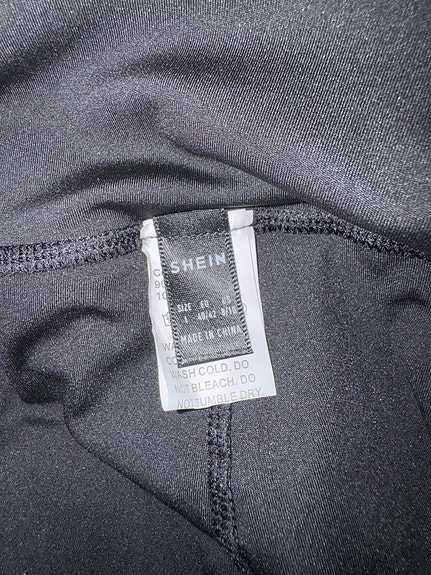 SHEIN
SIZE EU US
L 40/42 8/10
MADE IN CHINA
WASH COLD, DO
NOT BLEACH, DO
NOT TUMBLE DRY.